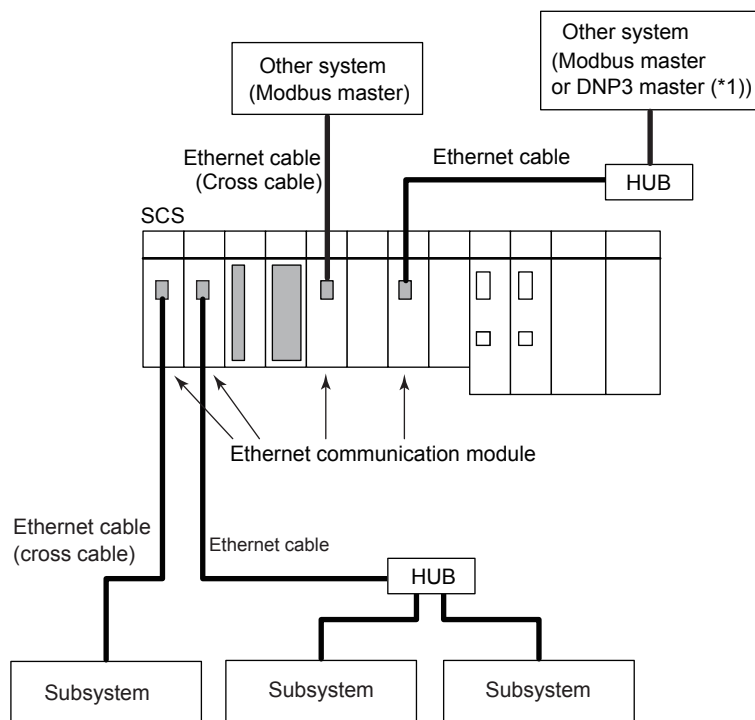 Other system
(Modbus master)
Other system
(Modbus master
or DNP3 master (*1))
Ethernet cable
(Cross cable)
Ethernet cable
HUB
SCS
Ethernet communication module
Ethernet cable
(cross cable)
Ethernet cable
HUB
Subsystem
Subsystem
Subsystem